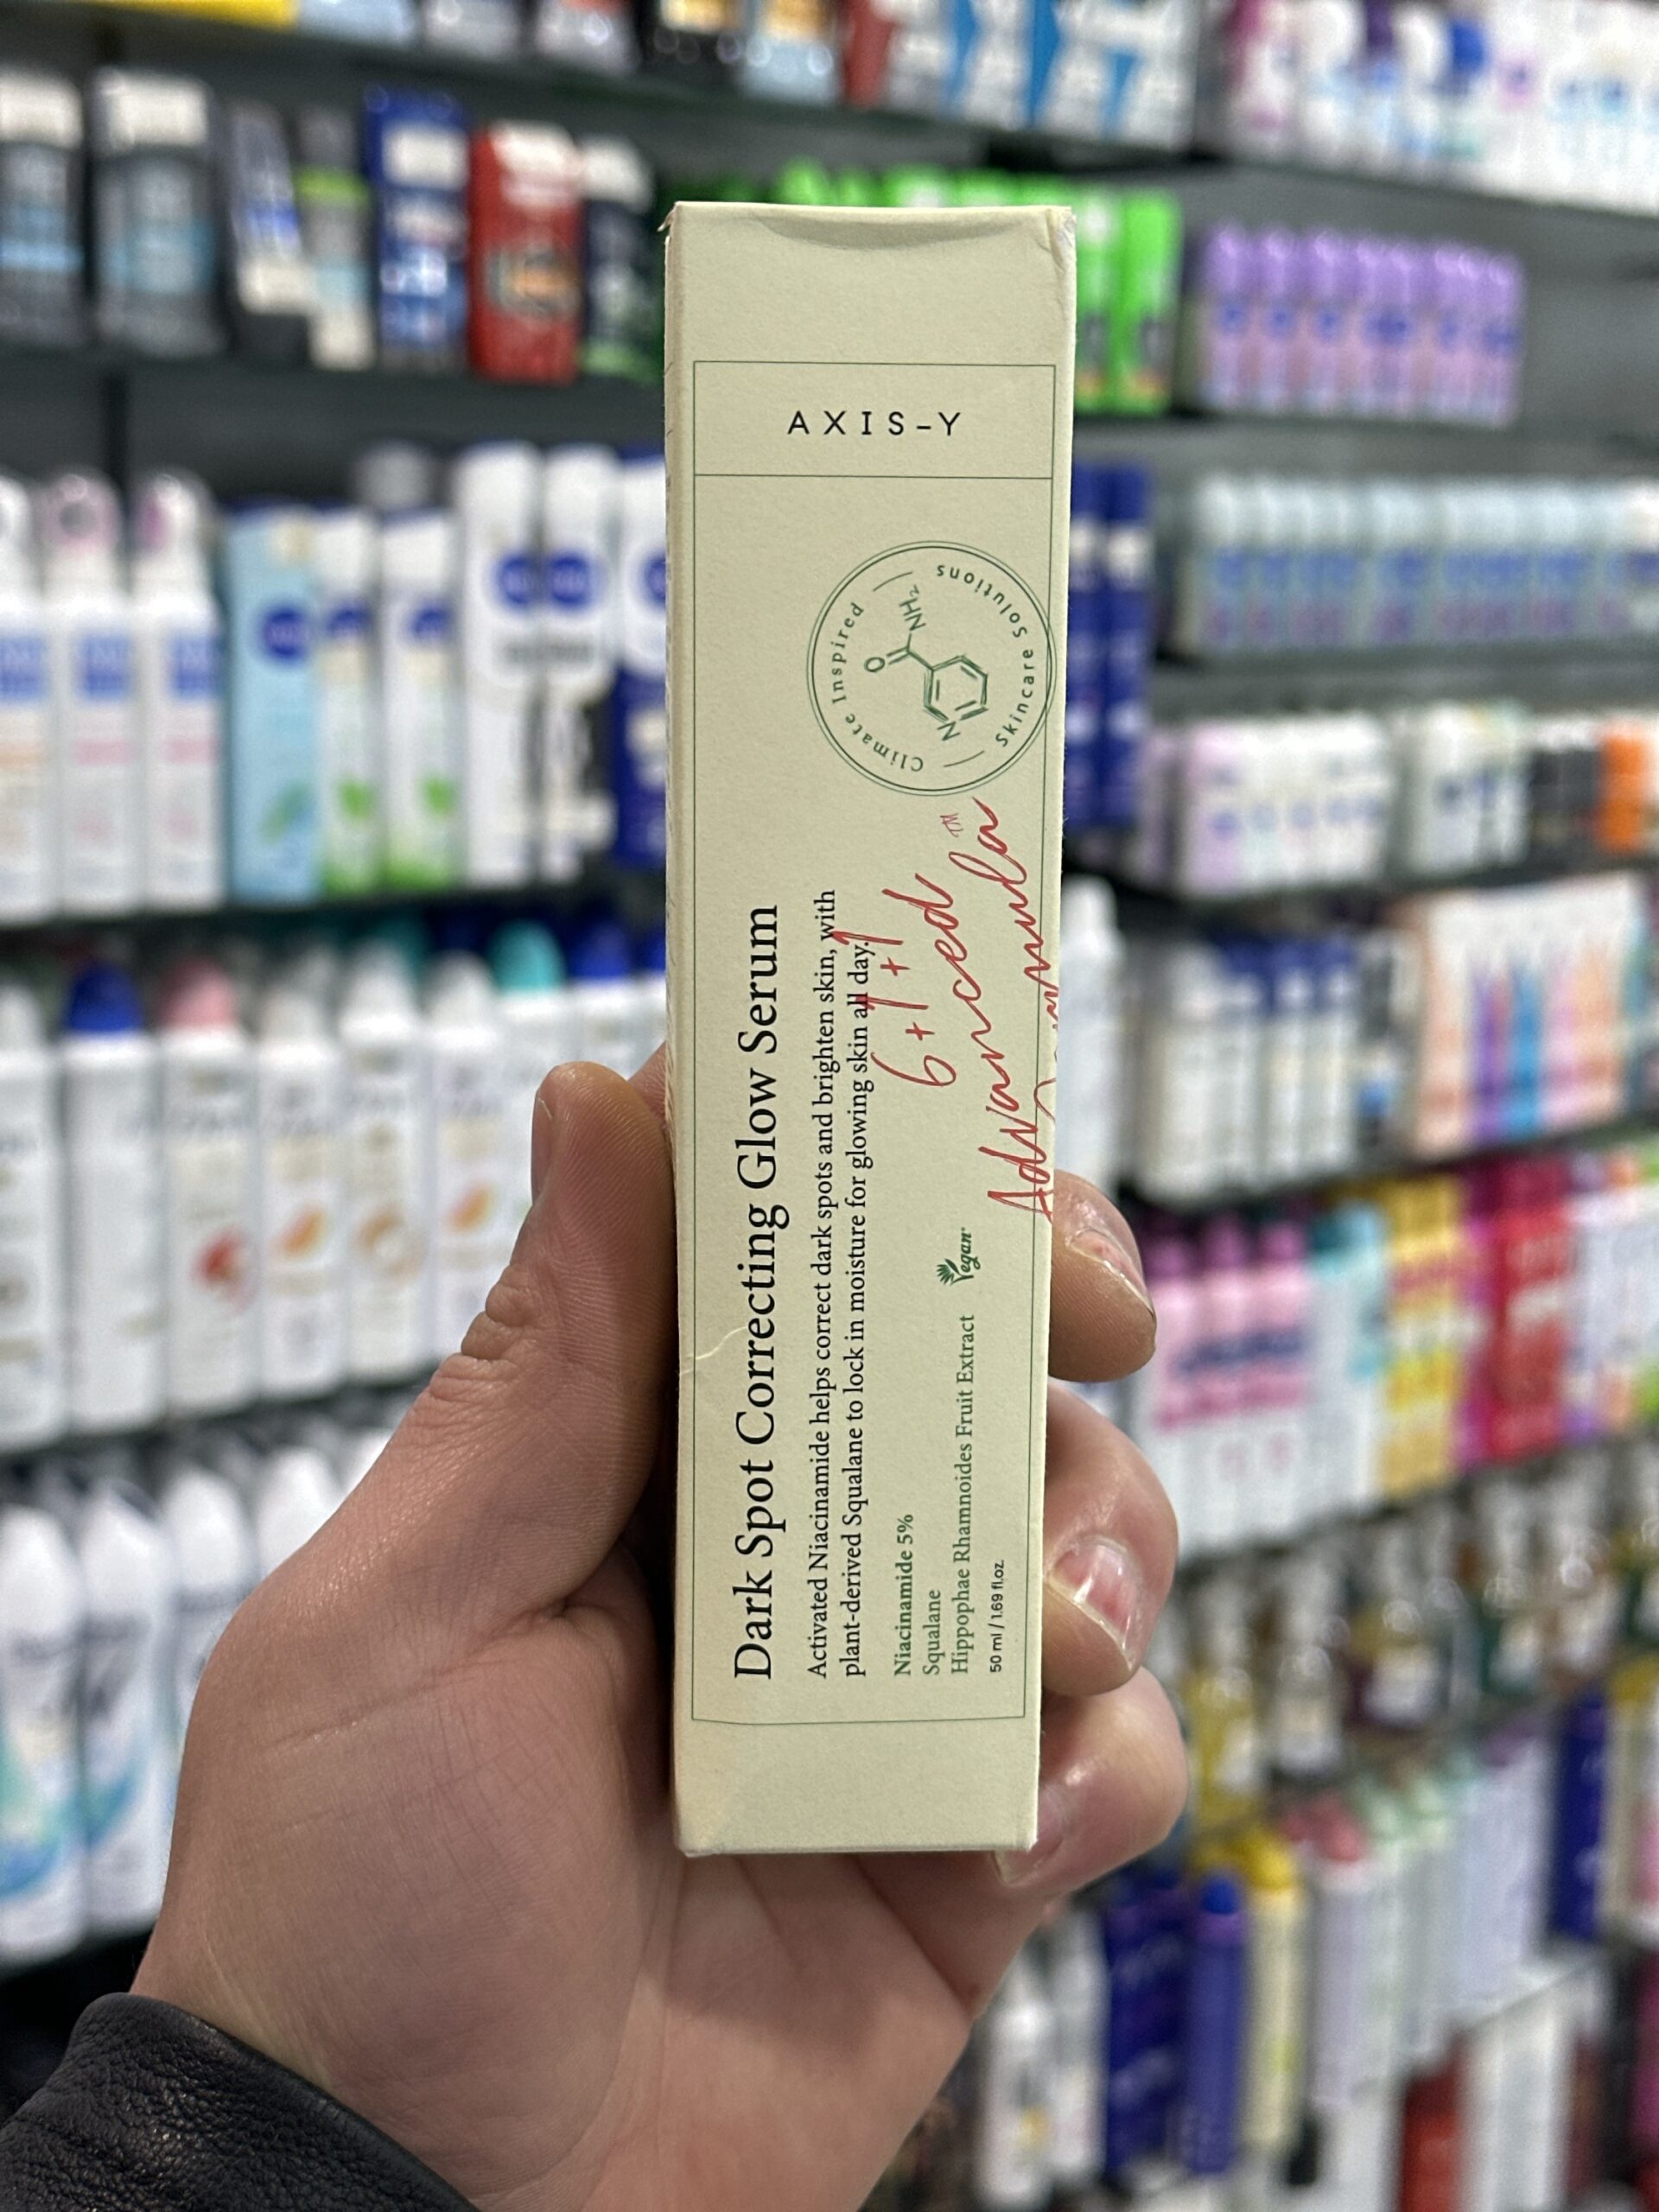 AXIS-Y
Climate Inspired
Skincare Solutions
O
NH₂
N
Dark Spot Correcting Glow Serum
Activated Niacinamide helps correct dark spots and brighten skin, with
plant-derived Squalane to lock in moisture for glowing skin all day.
6+1+1
Advanced
TM
Niacinamide 5%
Squalane
Hippophae Rhamnoides Fruit Extract
Vegan
50 ml / 1.69 fl.oz.